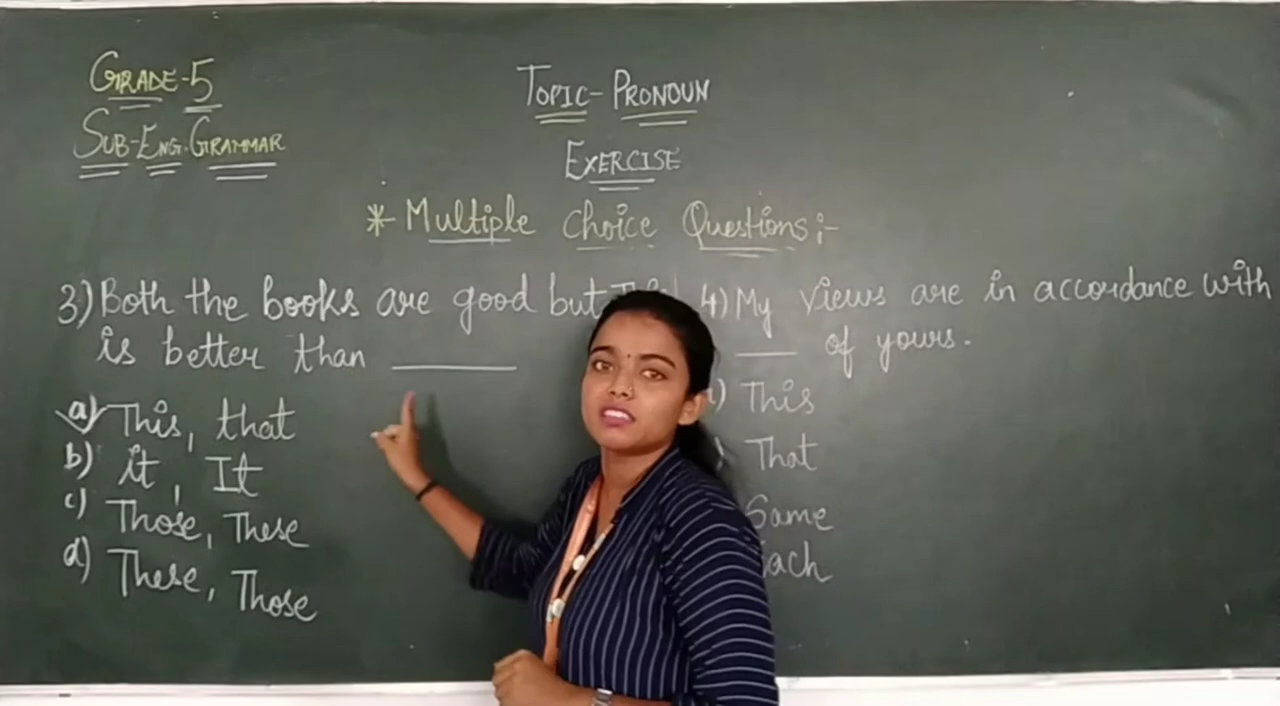 GRADE-5
SUB-ENG.GRAMMAR
TOPIC-PRONOUN
EXERCISE
* Multiple Choice Questions:-
3) Both the books are good but
is better than ______
a) This, that
b) it, It
c) Those, These
d) These, Those
4) My views are in accordance with
____ of yours.
This
That
Same